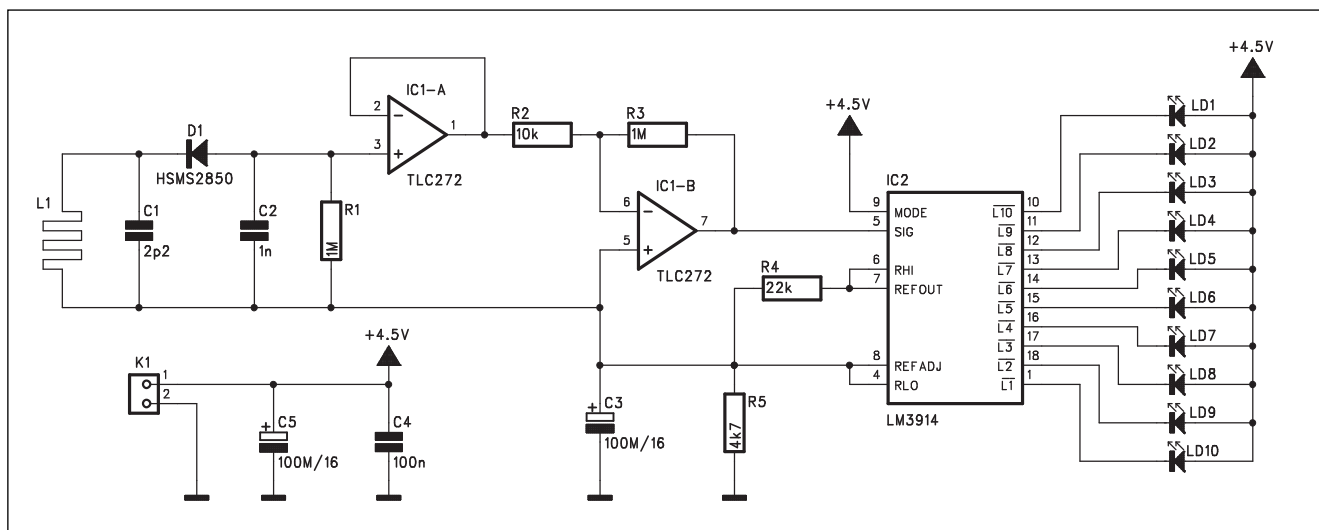 +4.5V
IC1-A
2
1
3
TLC272
R2
10k
R3
1M
+4.5V
D1
HSMS2850
L1
C1
2p2
C2
1n
R1
1M
IC1-B
6
7
5
TLC272
IC2
9
MODE
5
SIG
6
RHI
7
REFOUT
8
REFADJ
4
RLO
LM3914
R4
22k
L10
10
L9
11
L8
12
L7
13
L6
14
L5
15
L4
16
L3
17
L2
18
L1
1
LD1
LD2
LD3
LD4
LD5
LD6
LD7
LD8
LD9
LD10
+4.5V
K1
1
2
C5
+
100M/16
C4
100n
C3
+
100M/16
R5
4k7